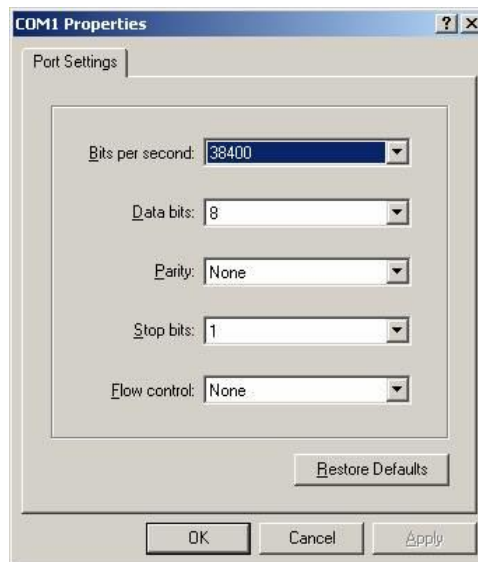 COM1 Properties
Port Settings
Bits per second: 38400
Data bits: 8
Parity: None
Stop bits: 1
Flow control: None
Restore Defaults
OK Cancel Apply